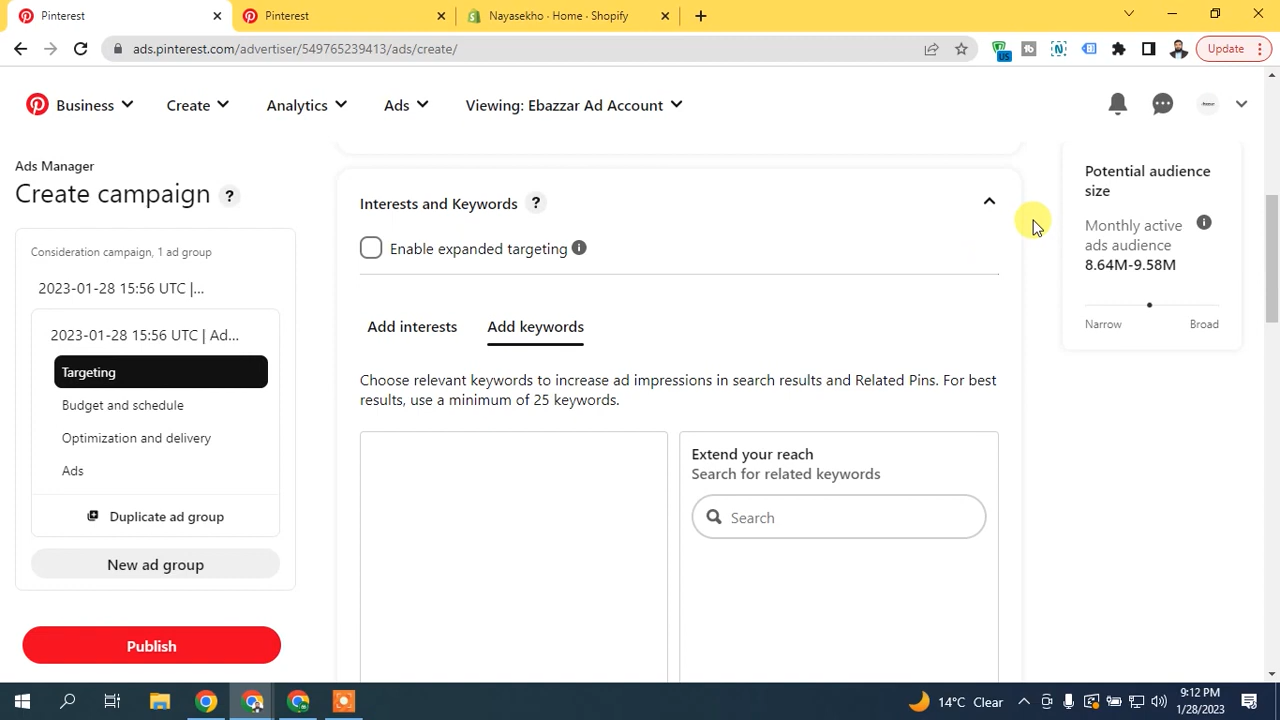 Pinterest
Pinterest
Nayasekho · Home · Shopify
ads.pinterest.com/advertiser/549765239413/ads/create/
US
Update
Business
Create
Analytics
Ads
Viewing: Ebazzar Ad Account
Ads Manager
Create campaign ?
Consideration campaign, 1 ad group
2023-01-28 15:56 UTC |...
2023-01-28 15:56 UTC | Ad...
Targeting
Budget and schedule
Optimization and delivery
Ads
Duplicate ad group
New ad group
Publish
Interests and Keywords ?
Enable expanded targeting
Add interests
Add keywords
Choose relevant keywords to increase ad impressions in search results and Related Pins. For best
results, use a minimum of 25 keywords.
Extend your reach
Search for related keywords
Search
Potential audience
size
Monthly active
ads audience
8.64M-9.58M
Narrow
Broad
14°C Clear
9:12 PM
1/28/2023